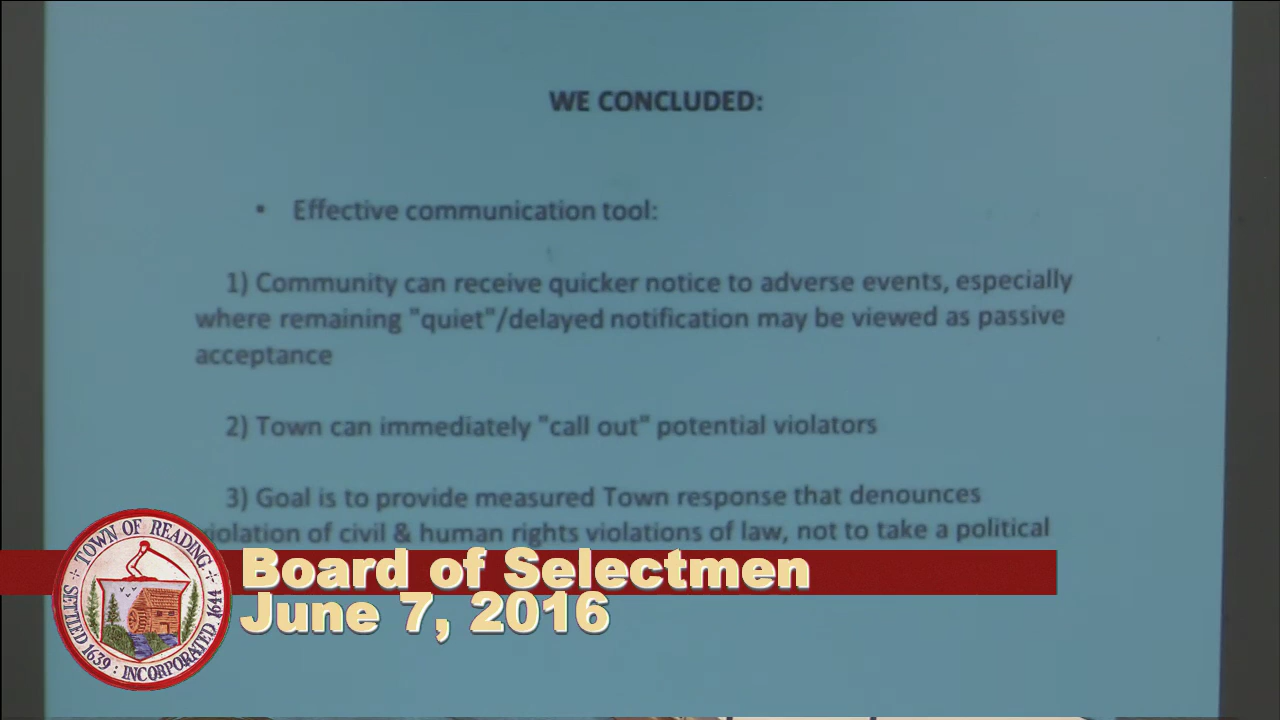 WE CONCLUDED:
• Effective communication tool:
1) Community can receive quicker notice to adverse events, especially
where remaining "quiet"/delayed notification may be viewed as passive
acceptance
2) Town can immediately "call out" potential violators
3) Goal is to provide measured Town response that denounces
violation of civil & human rights violations of law, not to take a political
Board of Selectmen
June 7, 2016
TOWN OF READING
SETTLED 1639 : INCORPORATED 1644